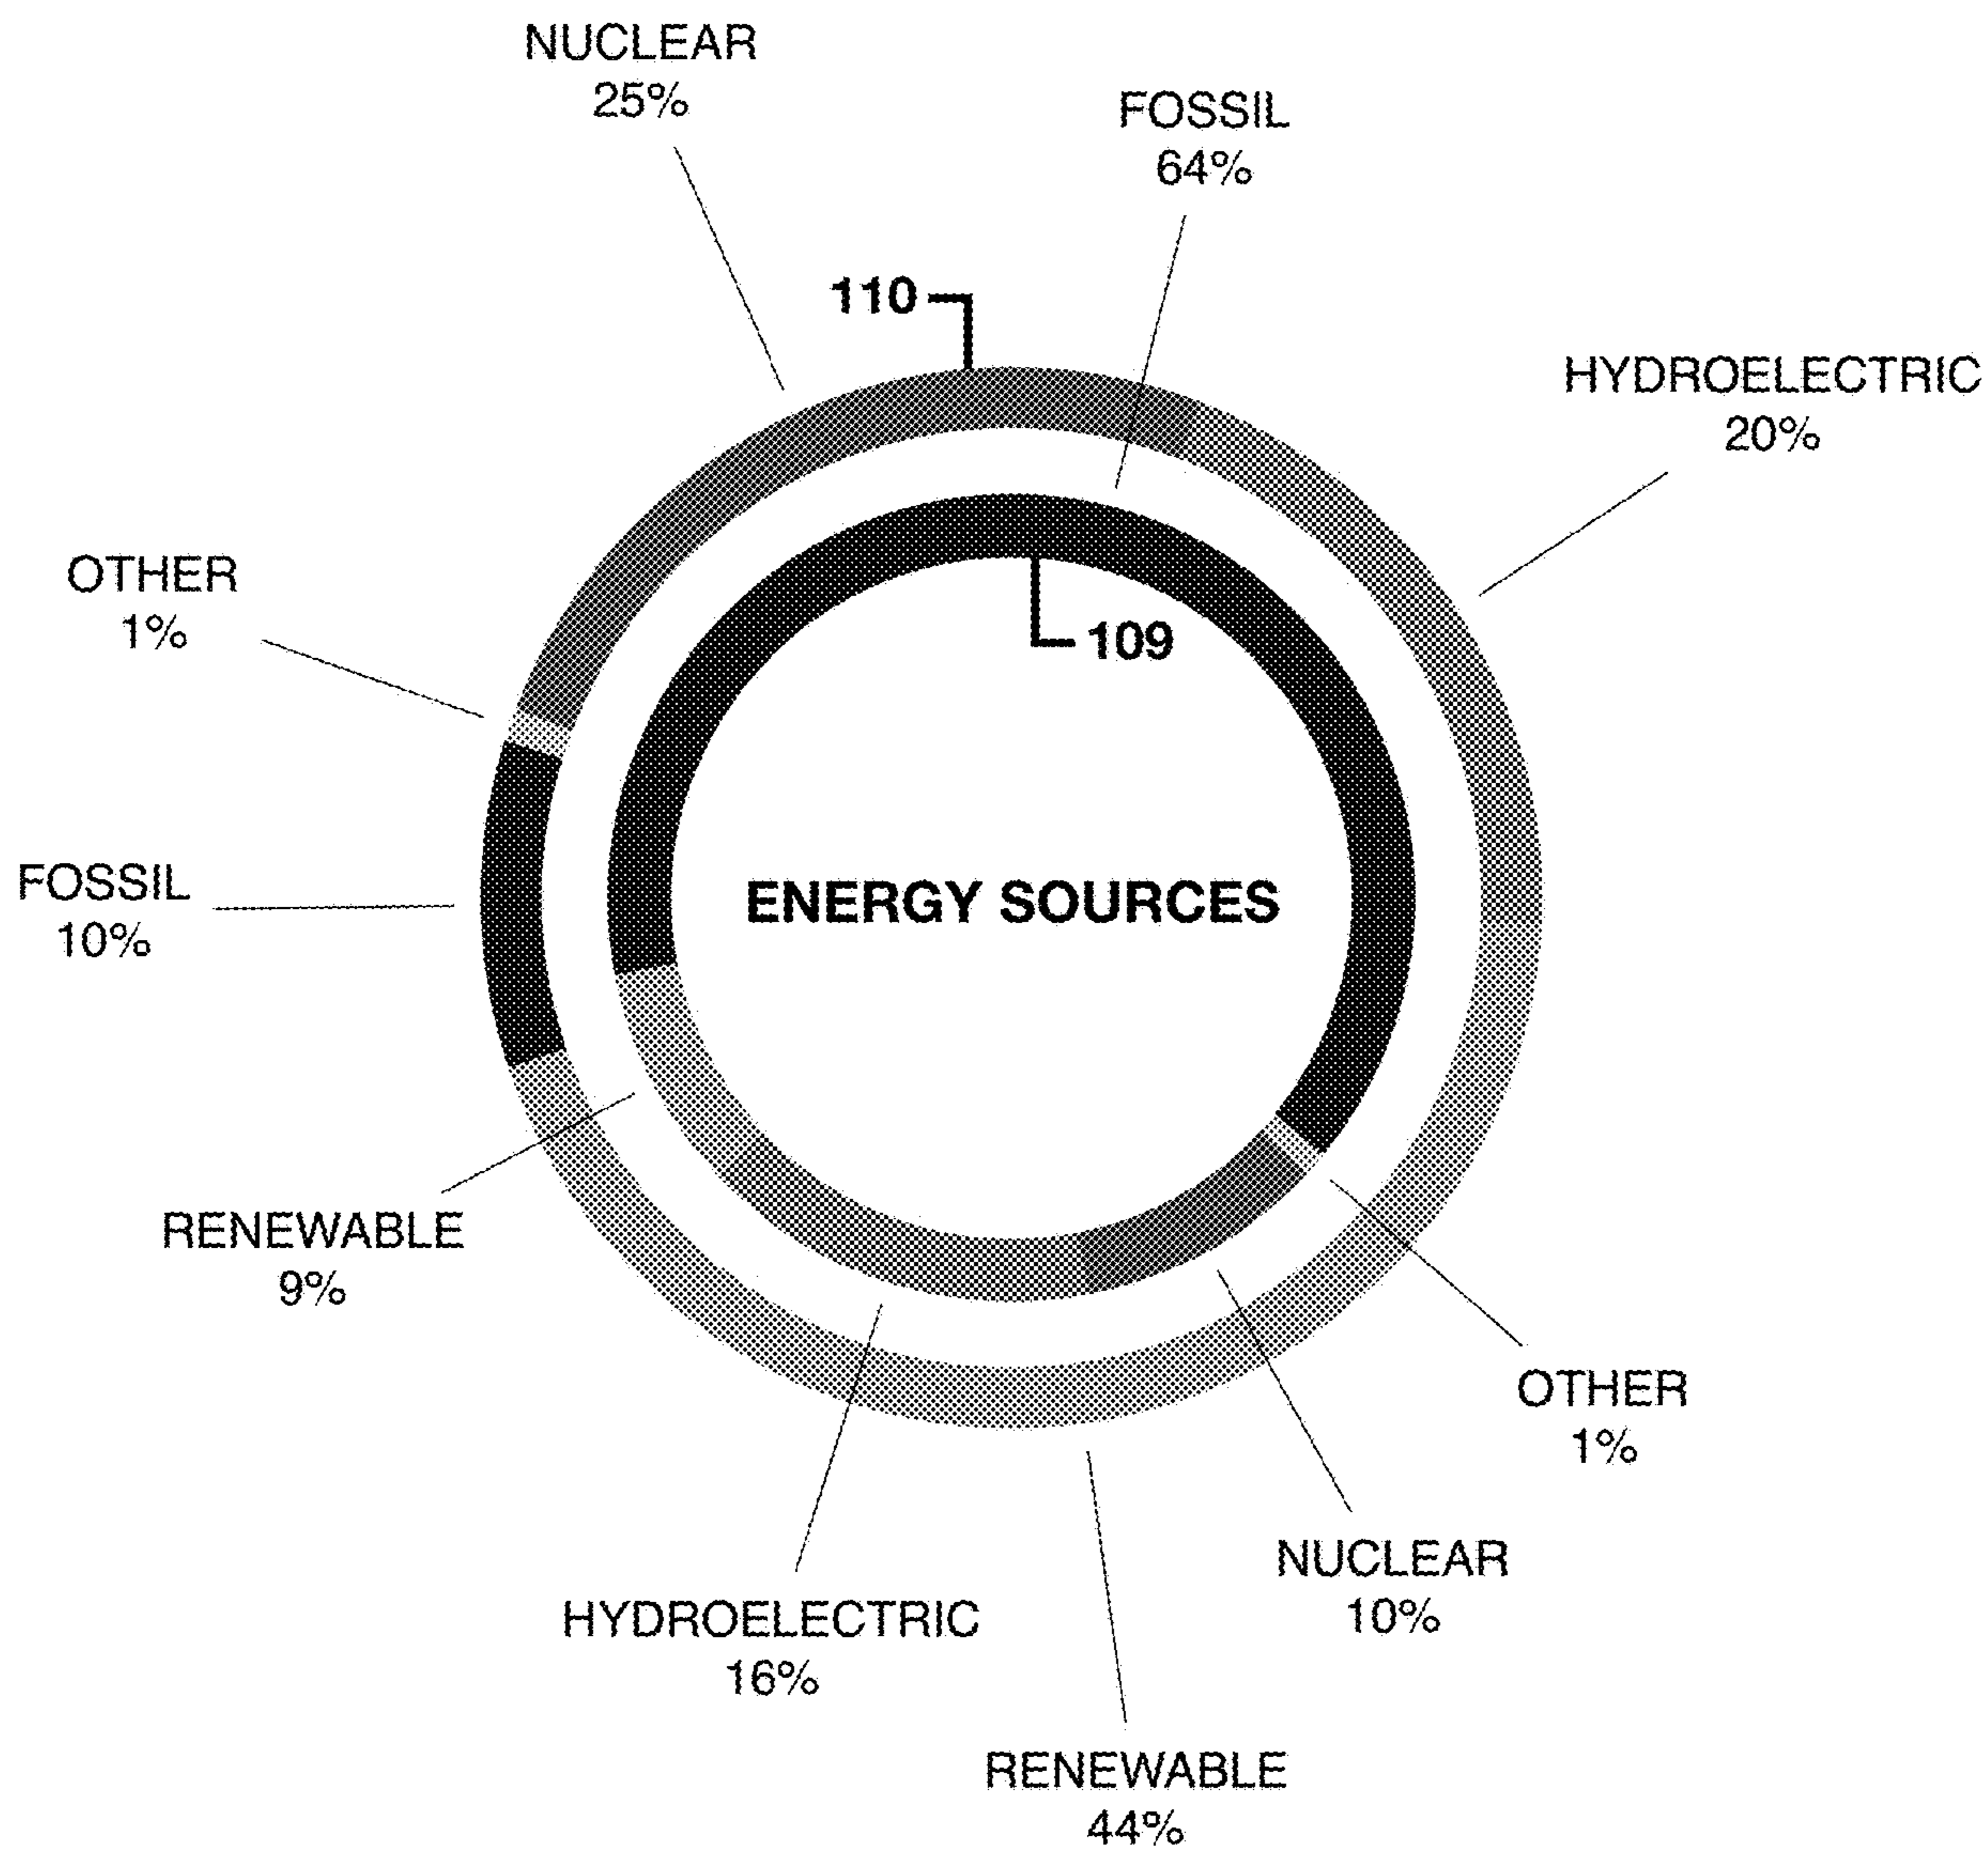 NUCLEAR
25%
FOSSIL
64%
110
HYDROELECTRIC
20%
OTHER
1%
109
FOSSIL
10%
ENERGY SOURCES
RENEWABLE
9%
OTHER
1%
NUCLEAR
10%
HYDROELECTRIC
16%
RENEWABLE
44%